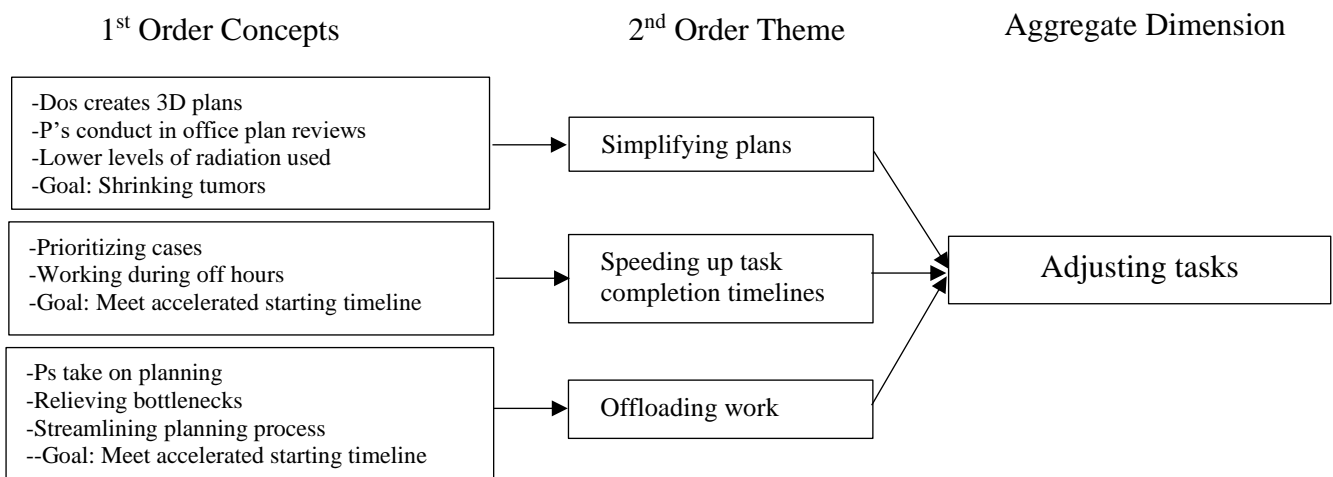 1st Order Concepts
2nd Order Theme
Aggregate Dimension
-Dos creates 3D plans
-P's conduct in office plan reviews
-Lower levels of radiation used
-Goal: Shrinking tumors
Simplifying plans
-Prioritizing cases
-Working during off hours
-Goal: Meet accelerated starting timeline
Speeding up task
completion timelines
Adjusting tasks
-Ps take on planning
-Relieving bottlenecks
-Streamlining planning process
--Goal: Meet accelerated starting timeline
Offloading work